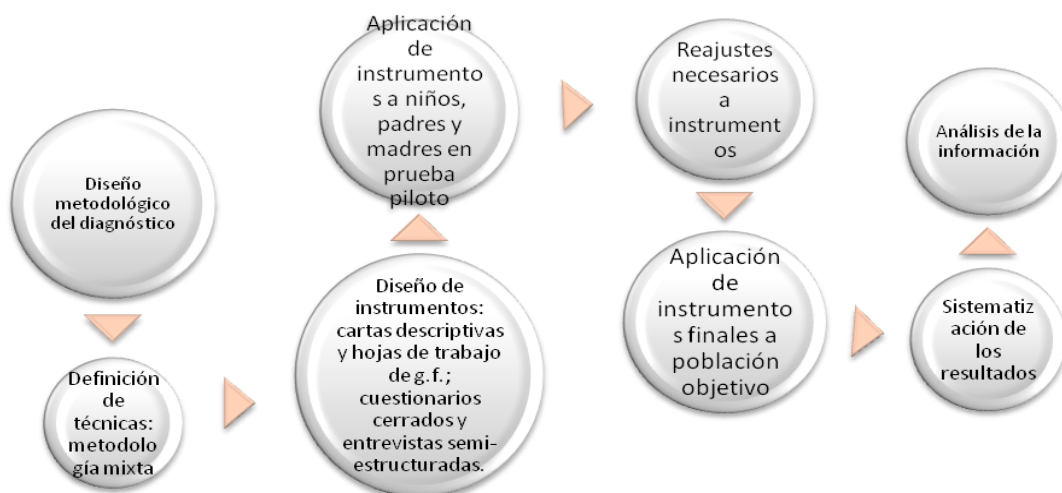 Diseño
metodológico
del diagnóstico
Definición de
técnicas:
metodolo
gía mixta
Diseño de
instrumentos:
cartas descriptivas
y hojas de trabajo
de g.f.;
cuestionarios
cerrados y
entrevistas semi-
estructuradas.
Aplicación
de
instrumento
s a niños,
padres y
madres en
prueba
piloto
Reajustes
necesarios
a
instrument
os
Aplicación
de
instrumento
s finales a
población
objetivo
Sistematiz
ación de
los
resultados
Análisis de la
información